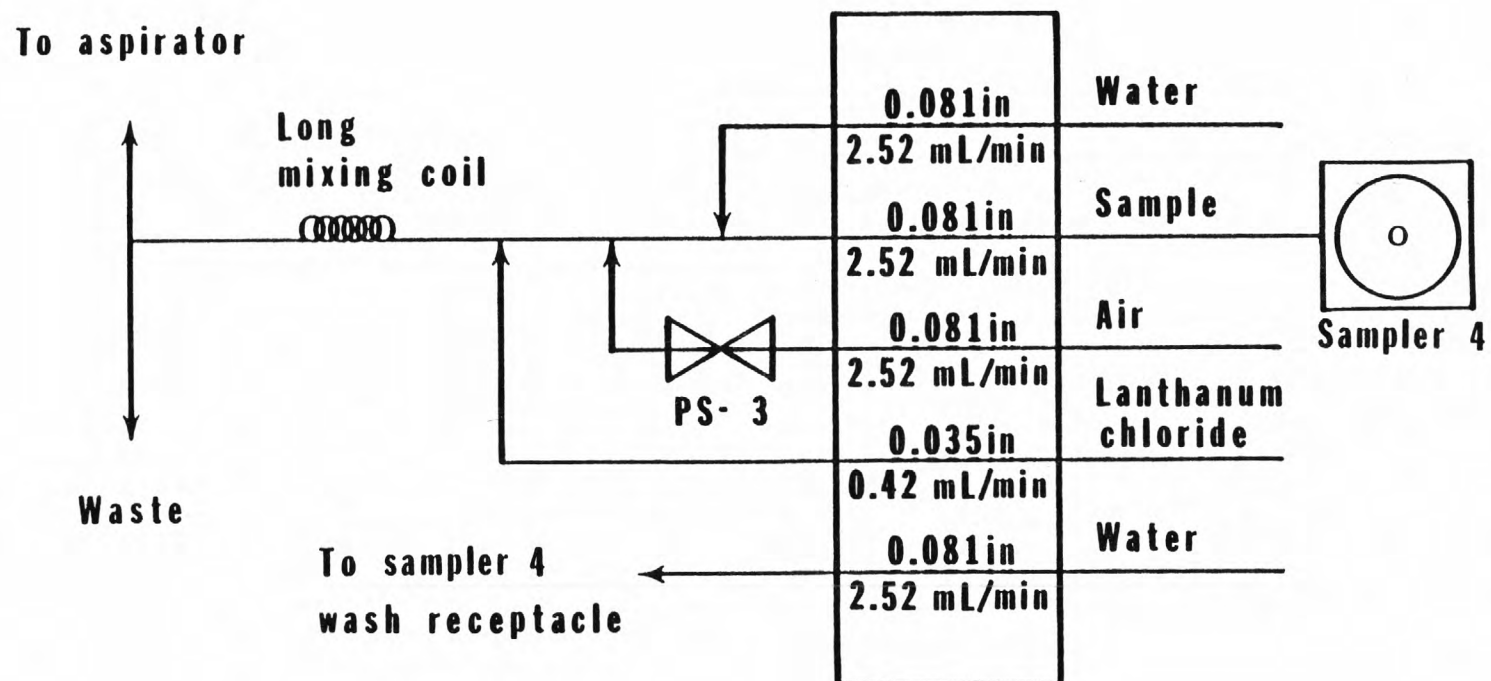 To aspirator
Long
mixing coil
Waste
To sampler 4
wash receptacle
PS- 3
0.081in
2.52 mL/min
Water
0.081in
2.52 mL/min
Sample
0.081in
2.52 mL/min
Air
0.035in
0.42 mL/min
Lanthanum
chloride
0.081in
2.52 mL/min
Water
Sampler 4